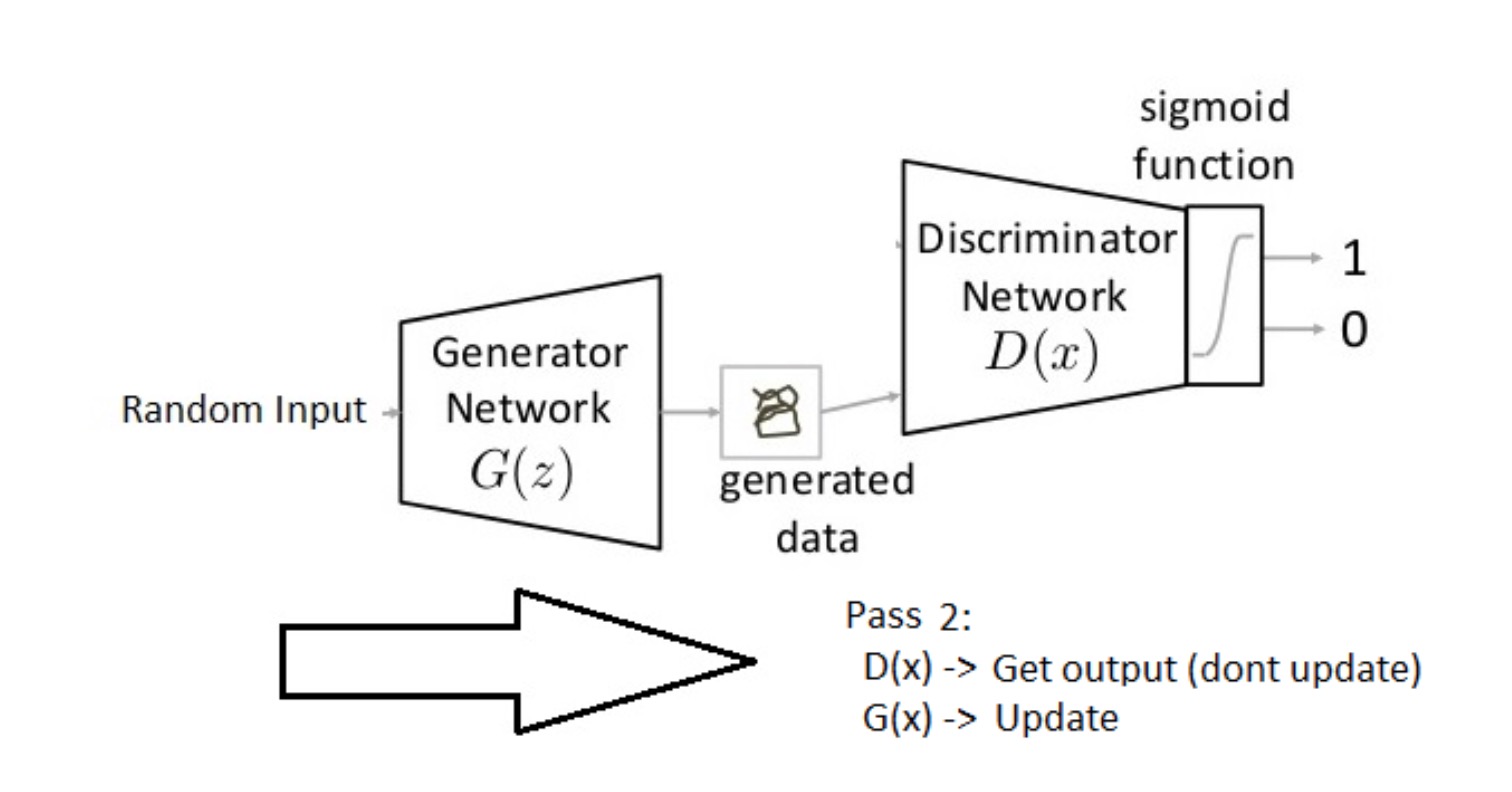 sigmoid
function
Discriminator
Network
D(x)
1
0
Generator
Network
G(z)
Random Input
generated
data
Pass 2:
D(x) -> Get output (dont update)
G(x) -> Update